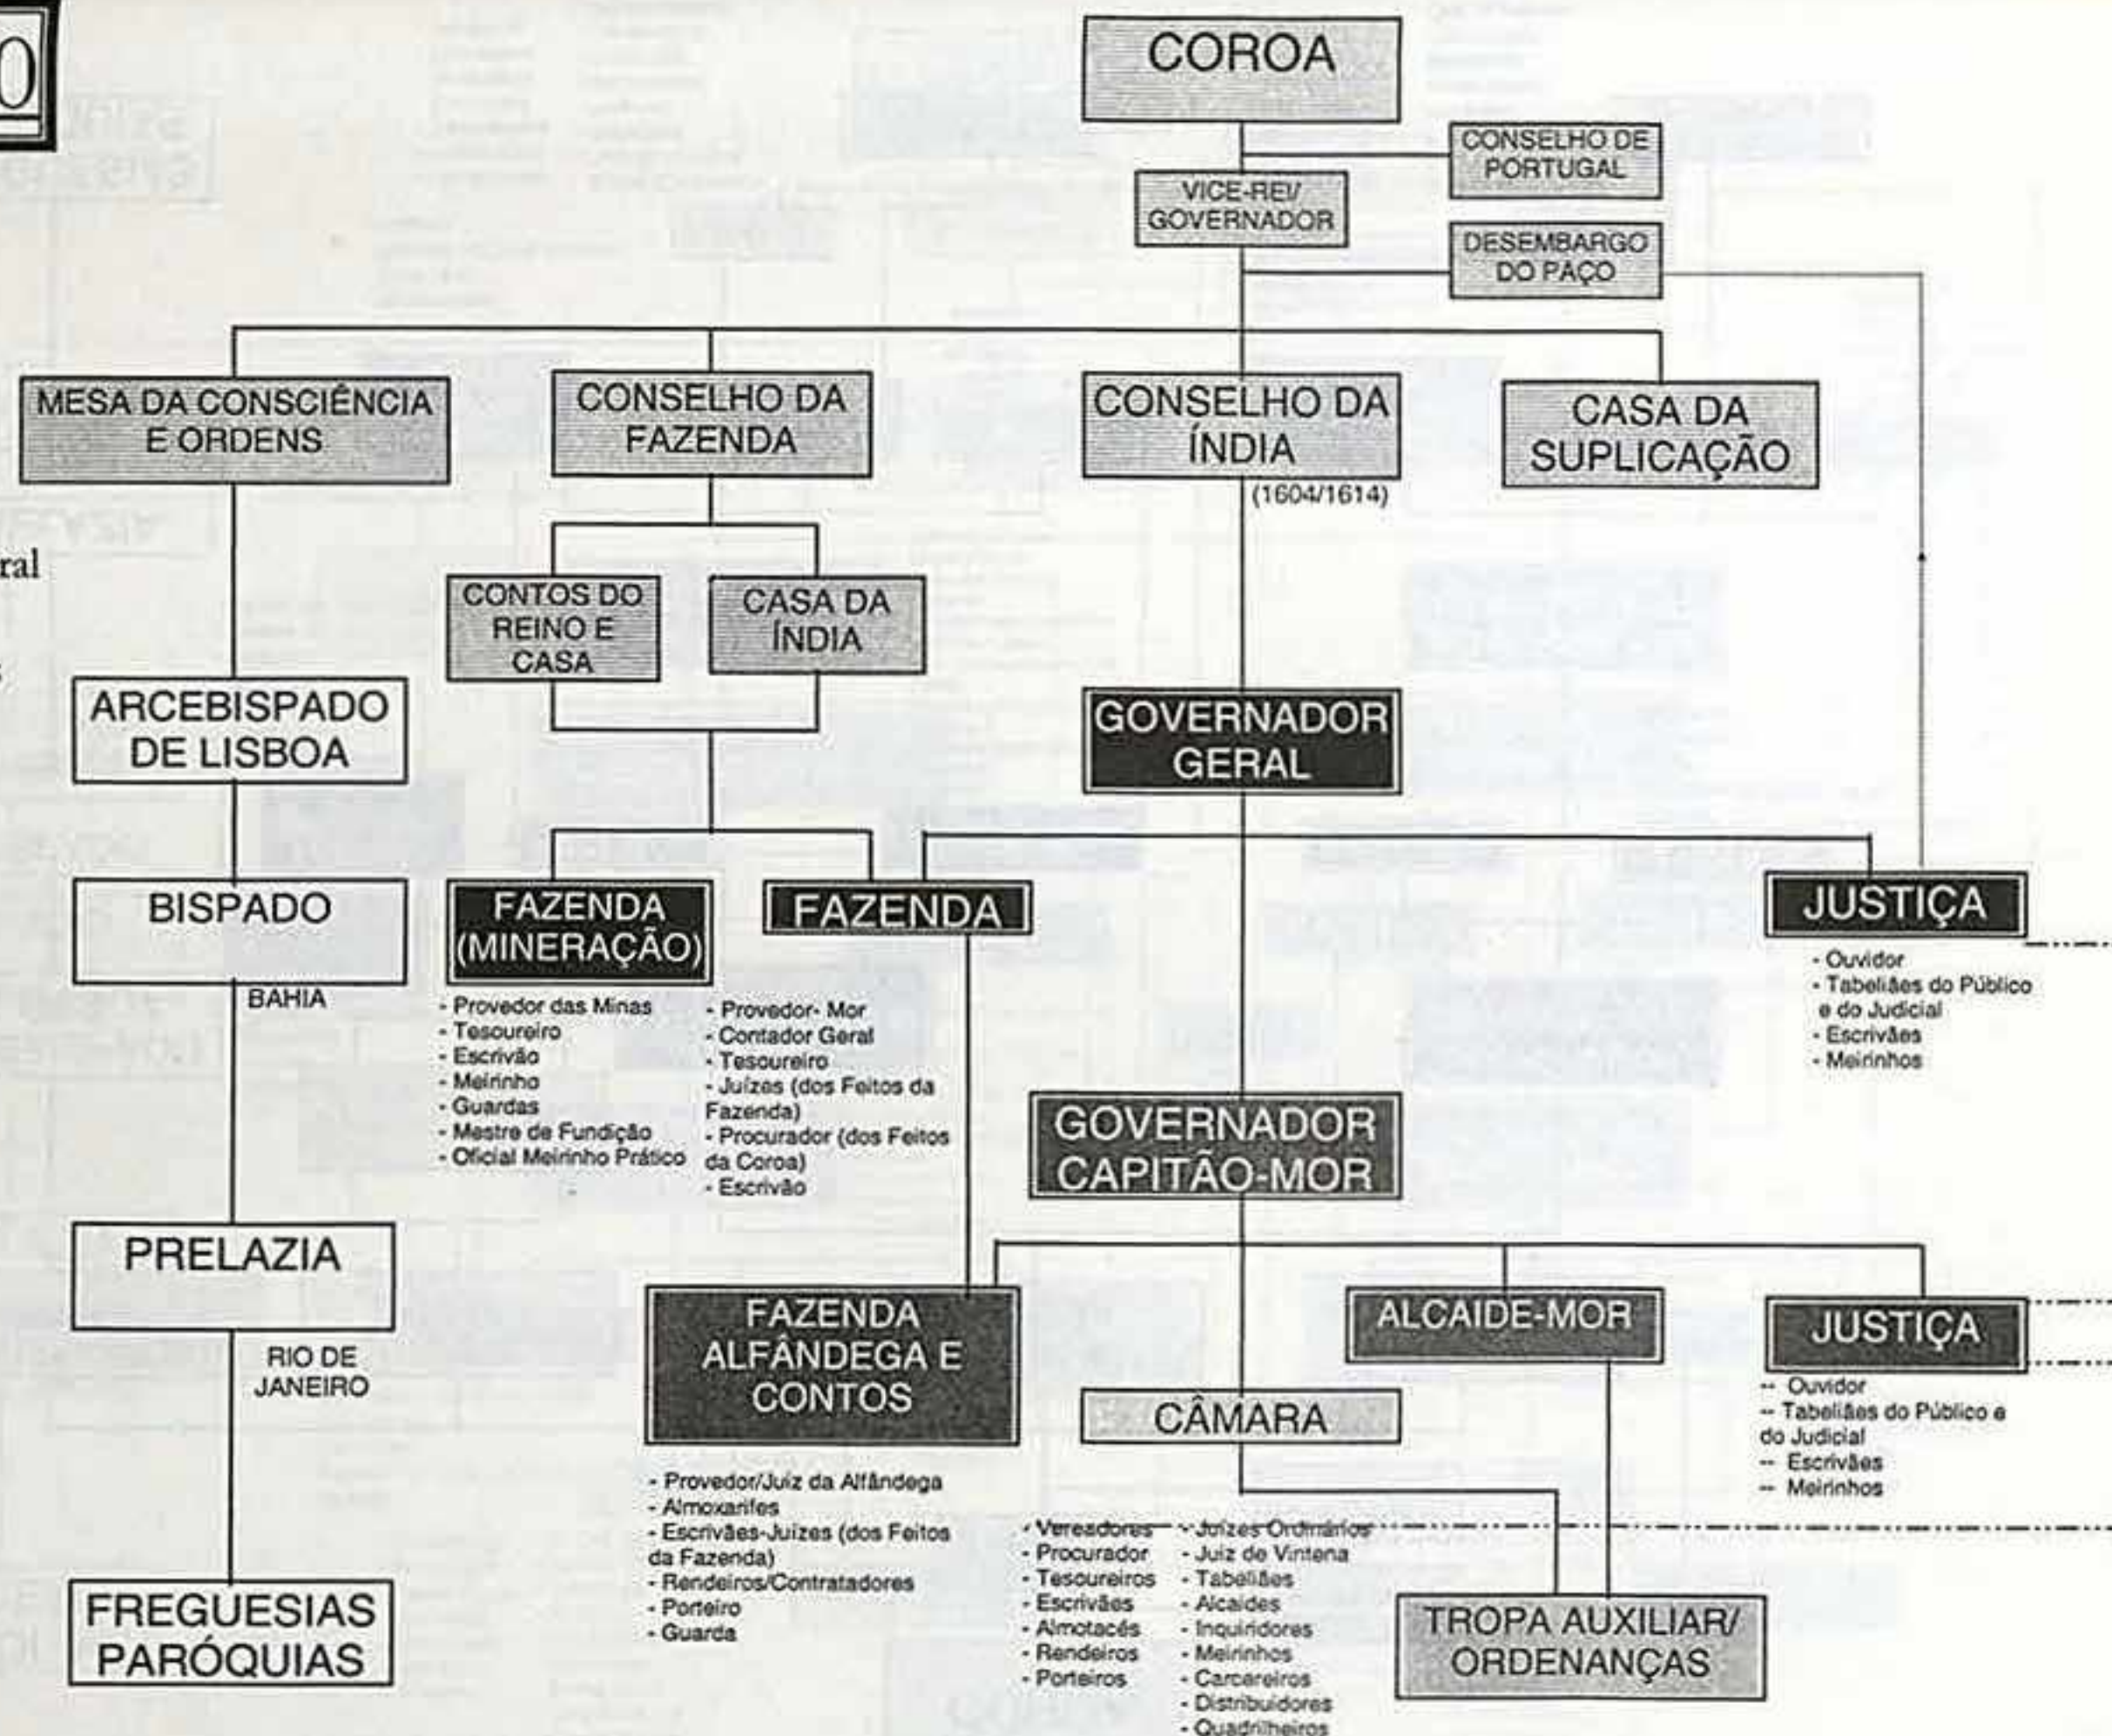 0
COROA
CONSELHO DE
PORTUGAL
VICE-REI/
GOVERNADOR
DESEMBARGO
DO PAÇO
MESA DA CONSCIÊNCIA
E ORDENS
CONSELHO DA
FAZENDA
CONSELHO DA
ÍNDIA
(1604/1614)
CASA DA
SUPLICAÇÃO
ral
s
CONTOS DO
REINO E
CASA
CASA DA
ÍNDIA
ARCEBISPADO
DE LISBOA
GOVERNADOR
GERAL
BISPADO
BAHIA
FAZENDA
(MINERAÇÃO)
- Provedor das Minas
- Tesoureiro
- Escrivão
- Meirinho
- Guardas
- Mestre de Fundição
- Oficial Meirinho Prático
FAZENDA
- Provedor- Mor
- Contador Geral
- Tesoureiro
- Juízes (dos Feitos da
Fazenda)
- Procurador (dos Feitos
da Coroa)
- Escrivão
JUSTIÇA
- Ouvidor
- Tabeliães do Público
e do Judicial
- Escrivães
- Meirinhos
GOVERNADOR
CAPITÃO-MOR
PRELAZIA
RIO DE
JANEIRO
FAZENDA
ALFÂNDEGA E
CONTOS
- Provedor/Juiz da Alfândega
- Almoxarifes
- Escrivães-Juízes (dos Feitos
da Fazenda)
- Rendeiros/Contratadores
- Porteiro
- Guarda
ALCAIDE-MOR
JUSTIÇA
-- Ouvidor
-- Tabeliães do Público e
do Judicial
-- Escrivães
-- Meirinhos
CÂMARA
- Vereadores
- Procurador
- Tesoureiros
- Escrivães
- Almotacés
- Rendeiros
- Porteiros
- Juízes Ordinários
- Juiz de Vintena
- Tabeliães
- Alcaides
- Inquiridores
- Meirinhos
- Carcereiros
- Distribuidores
- Quadrilheiros
TROPA AUXILIAR/
ORDENANÇAS
FREGUESIAS
PARÓQUIAS